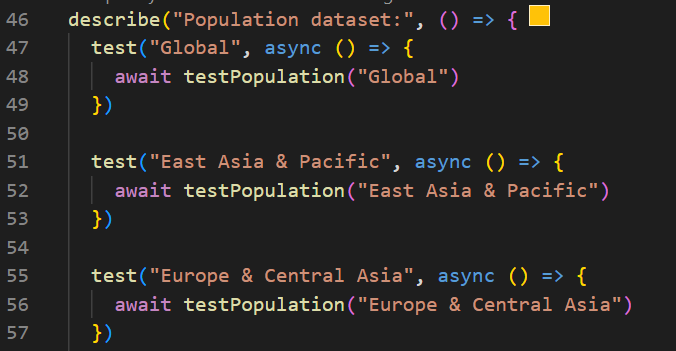 46 describe("Population dataset:", () => {
47 test("Global", async () => {
48 await testPopulation("Global")
49 })
50
51 test("East Asia & Pacific", async () => {
52 await testPopulation("East Asia & Pacific")
53 })
54
55 test("Europe & Central Asia", async () => {
56 await testPopulation("Europe & Central Asia")
57 })